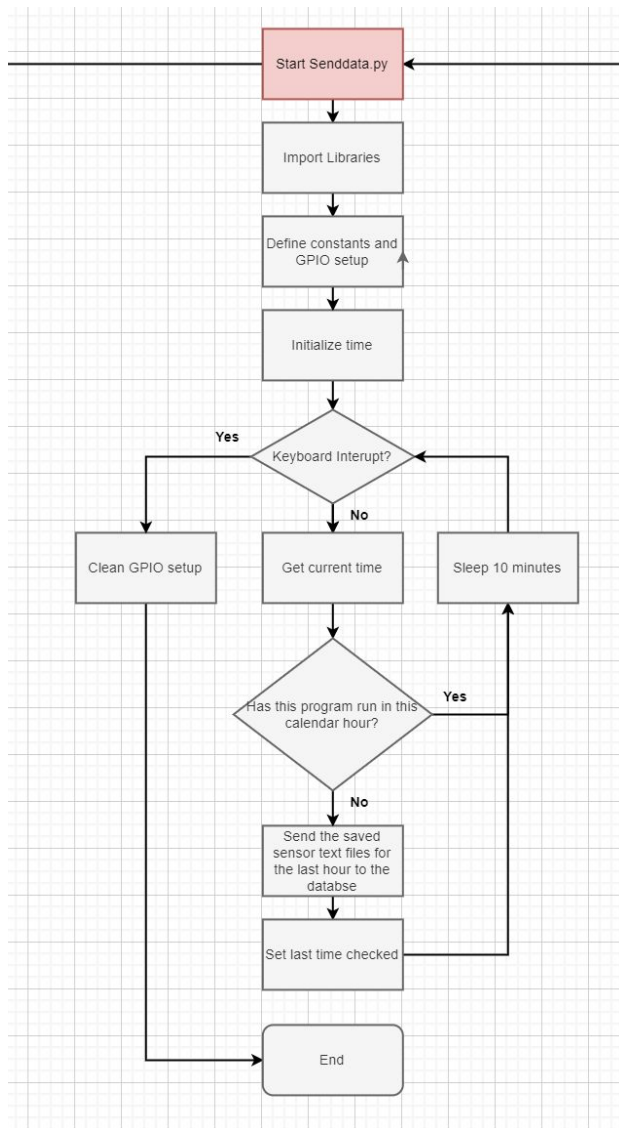 Start Senddata.py
Import Libraries
Define constants and
GPIO setup
Initialize time
Yes
Keyboard Interupt?
No
Clean GPIO setup
Get current time
Sleep 10 minutes
Has this program run in this
calendar hour?
Yes
No
Send the saved
sensor text files for
the last hour to the
databse
Set last time checked
End